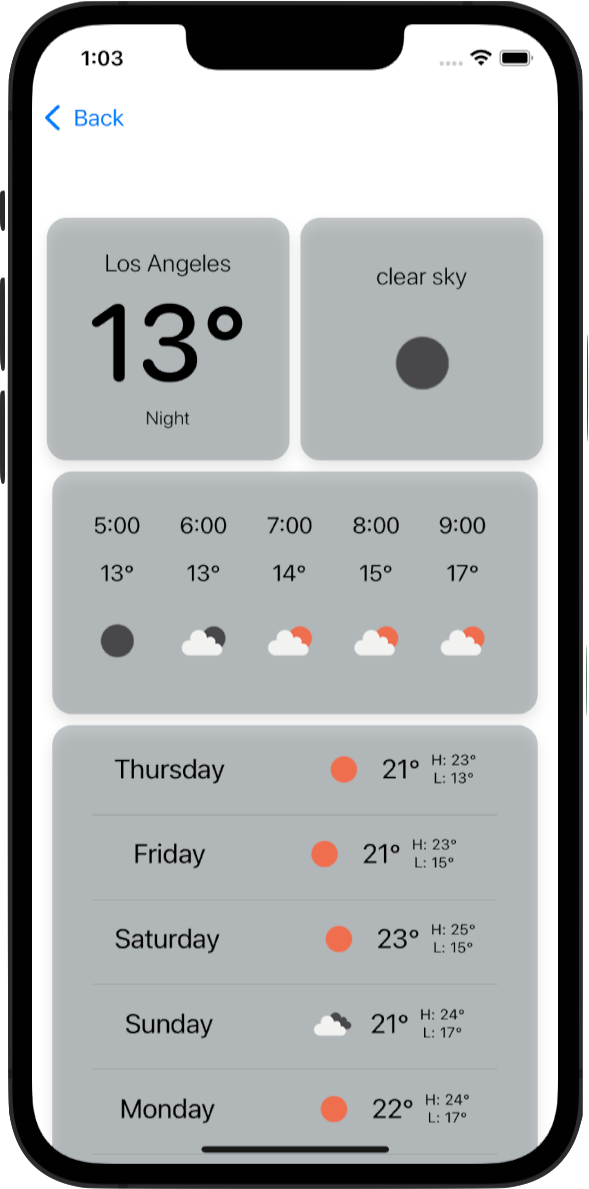 1:03
Back
Los Angeles
13°
Night
clear sky
5:00 6:00 7:00 8:00 9:00
13° 13° 14° 15° 17°
Thursday 21° H: 23°
L: 13°
Friday 21° H: 23°
L: 15°
Saturday 23° H: 25°
L: 15°
Sunday 21° H: 24°
L: 17°
Monday 22° H: 24°
L: 17°